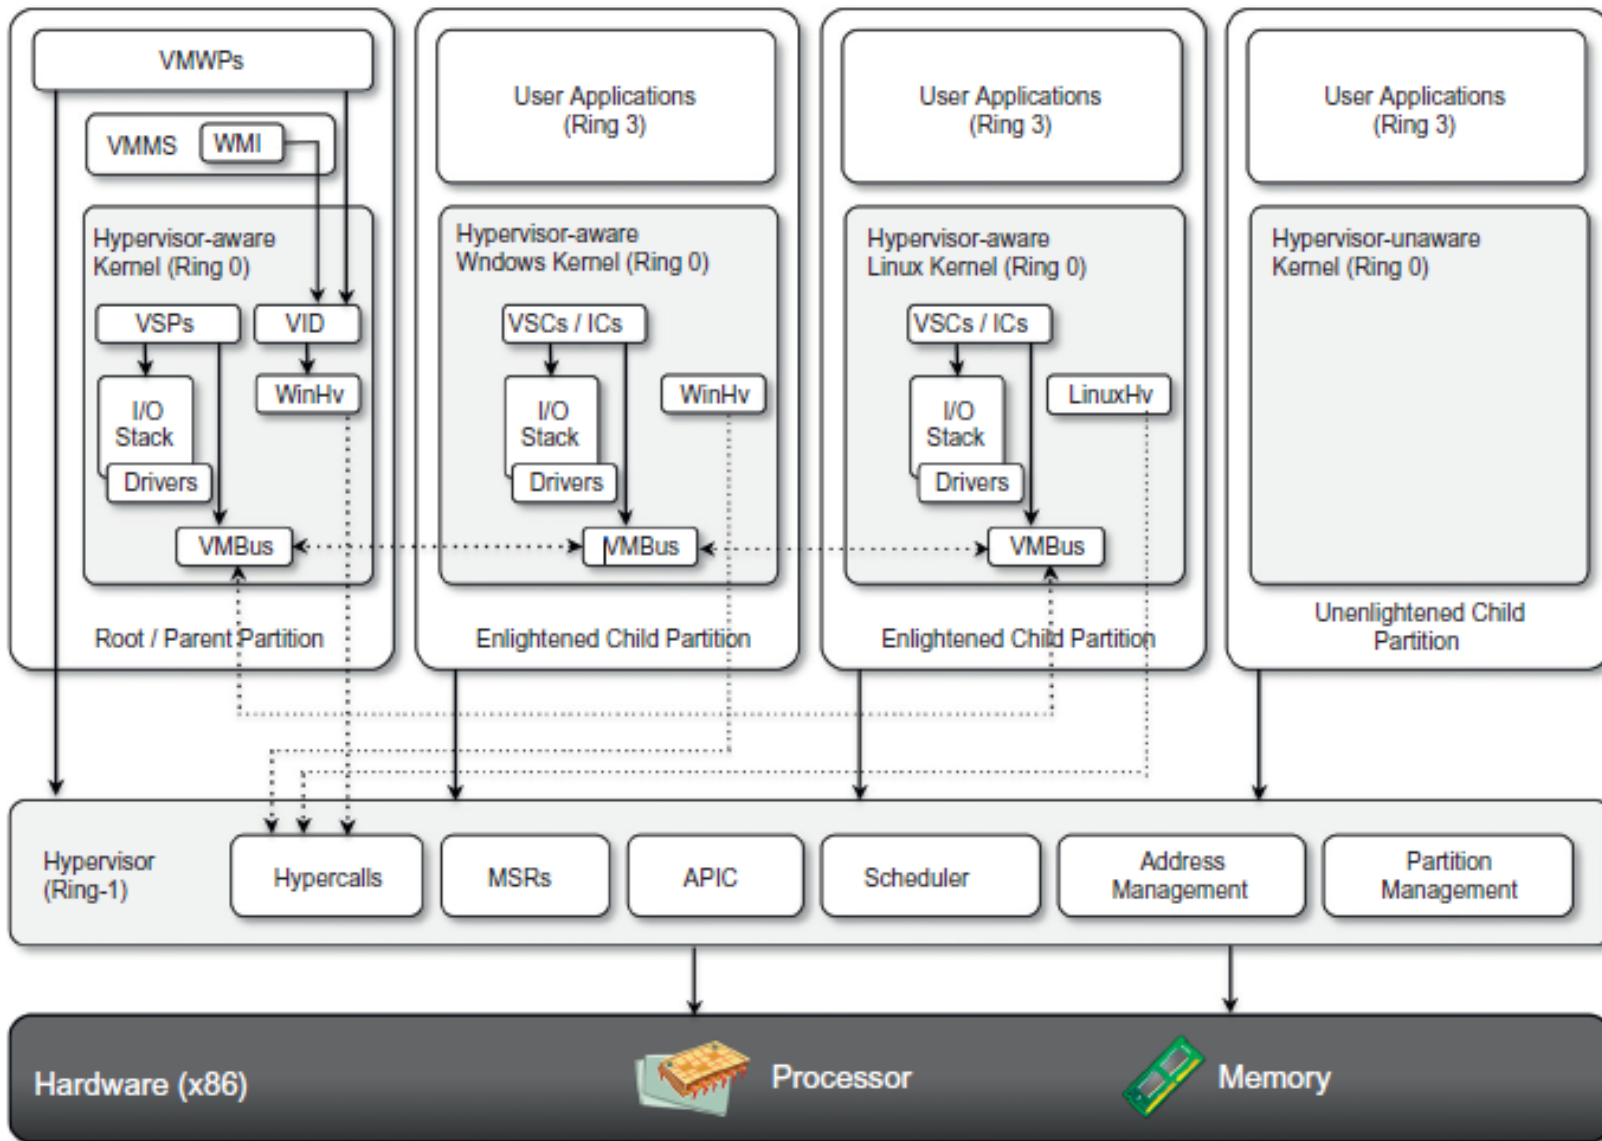 VMWPs
VMMS
WMI
Hypervisor-aware
Kernel (Ring 0)
VSPs
VID
I/O
Stack
WinHv
Drivers
VMBus
Root / Parent Partition
User Applications
(Ring 3)
Hypervisor-aware
Wndows Kernel (Ring 0)
VSCs / ICs
I/O
Stack
WinHv
Drivers
VMBus
Enlightened Child Partition
User Applications
(Ring 3)
Hypervisor-aware
Linux Kernel (Ring 0)
VSCs / ICs
I/O
Stack
LinuxHv
Drivers
VMBus
Enlightened Child Partition
User Applications
(Ring 3)
Hypervisor-unaware
Kernel (Ring 0)
Unenlightened Child
Partition
Hypervisor
(Ring-1)
Hypercalls
MSRs
APIC
Scheduler
Address
Management
Partition
Management
Hardware (x86)
Processor
Memory